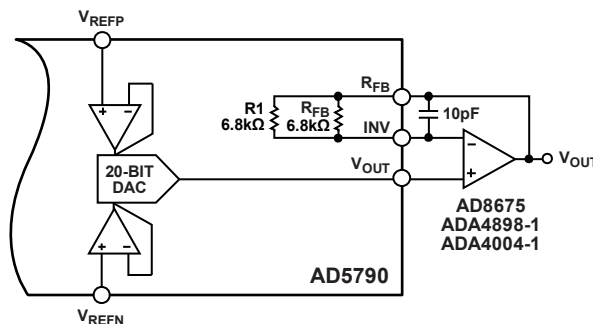 VREFP
R1
6.8kΩ
RFB
6.8kΩ
RFB
INV
VOUT
10pF
20-BIT
DAC
VOUT
AD8675
ADA4898-1
ADA4004-1
AD5790
VREFN